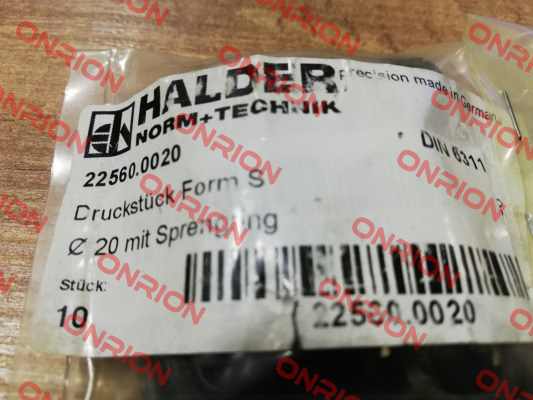 HALDER precision made in German
NORM+TECHNIK
22560.0020 DIN 6311
Druckstück Form S
Ø 20 mit Sprengring
Stück:
10
22560.0020
ONRION